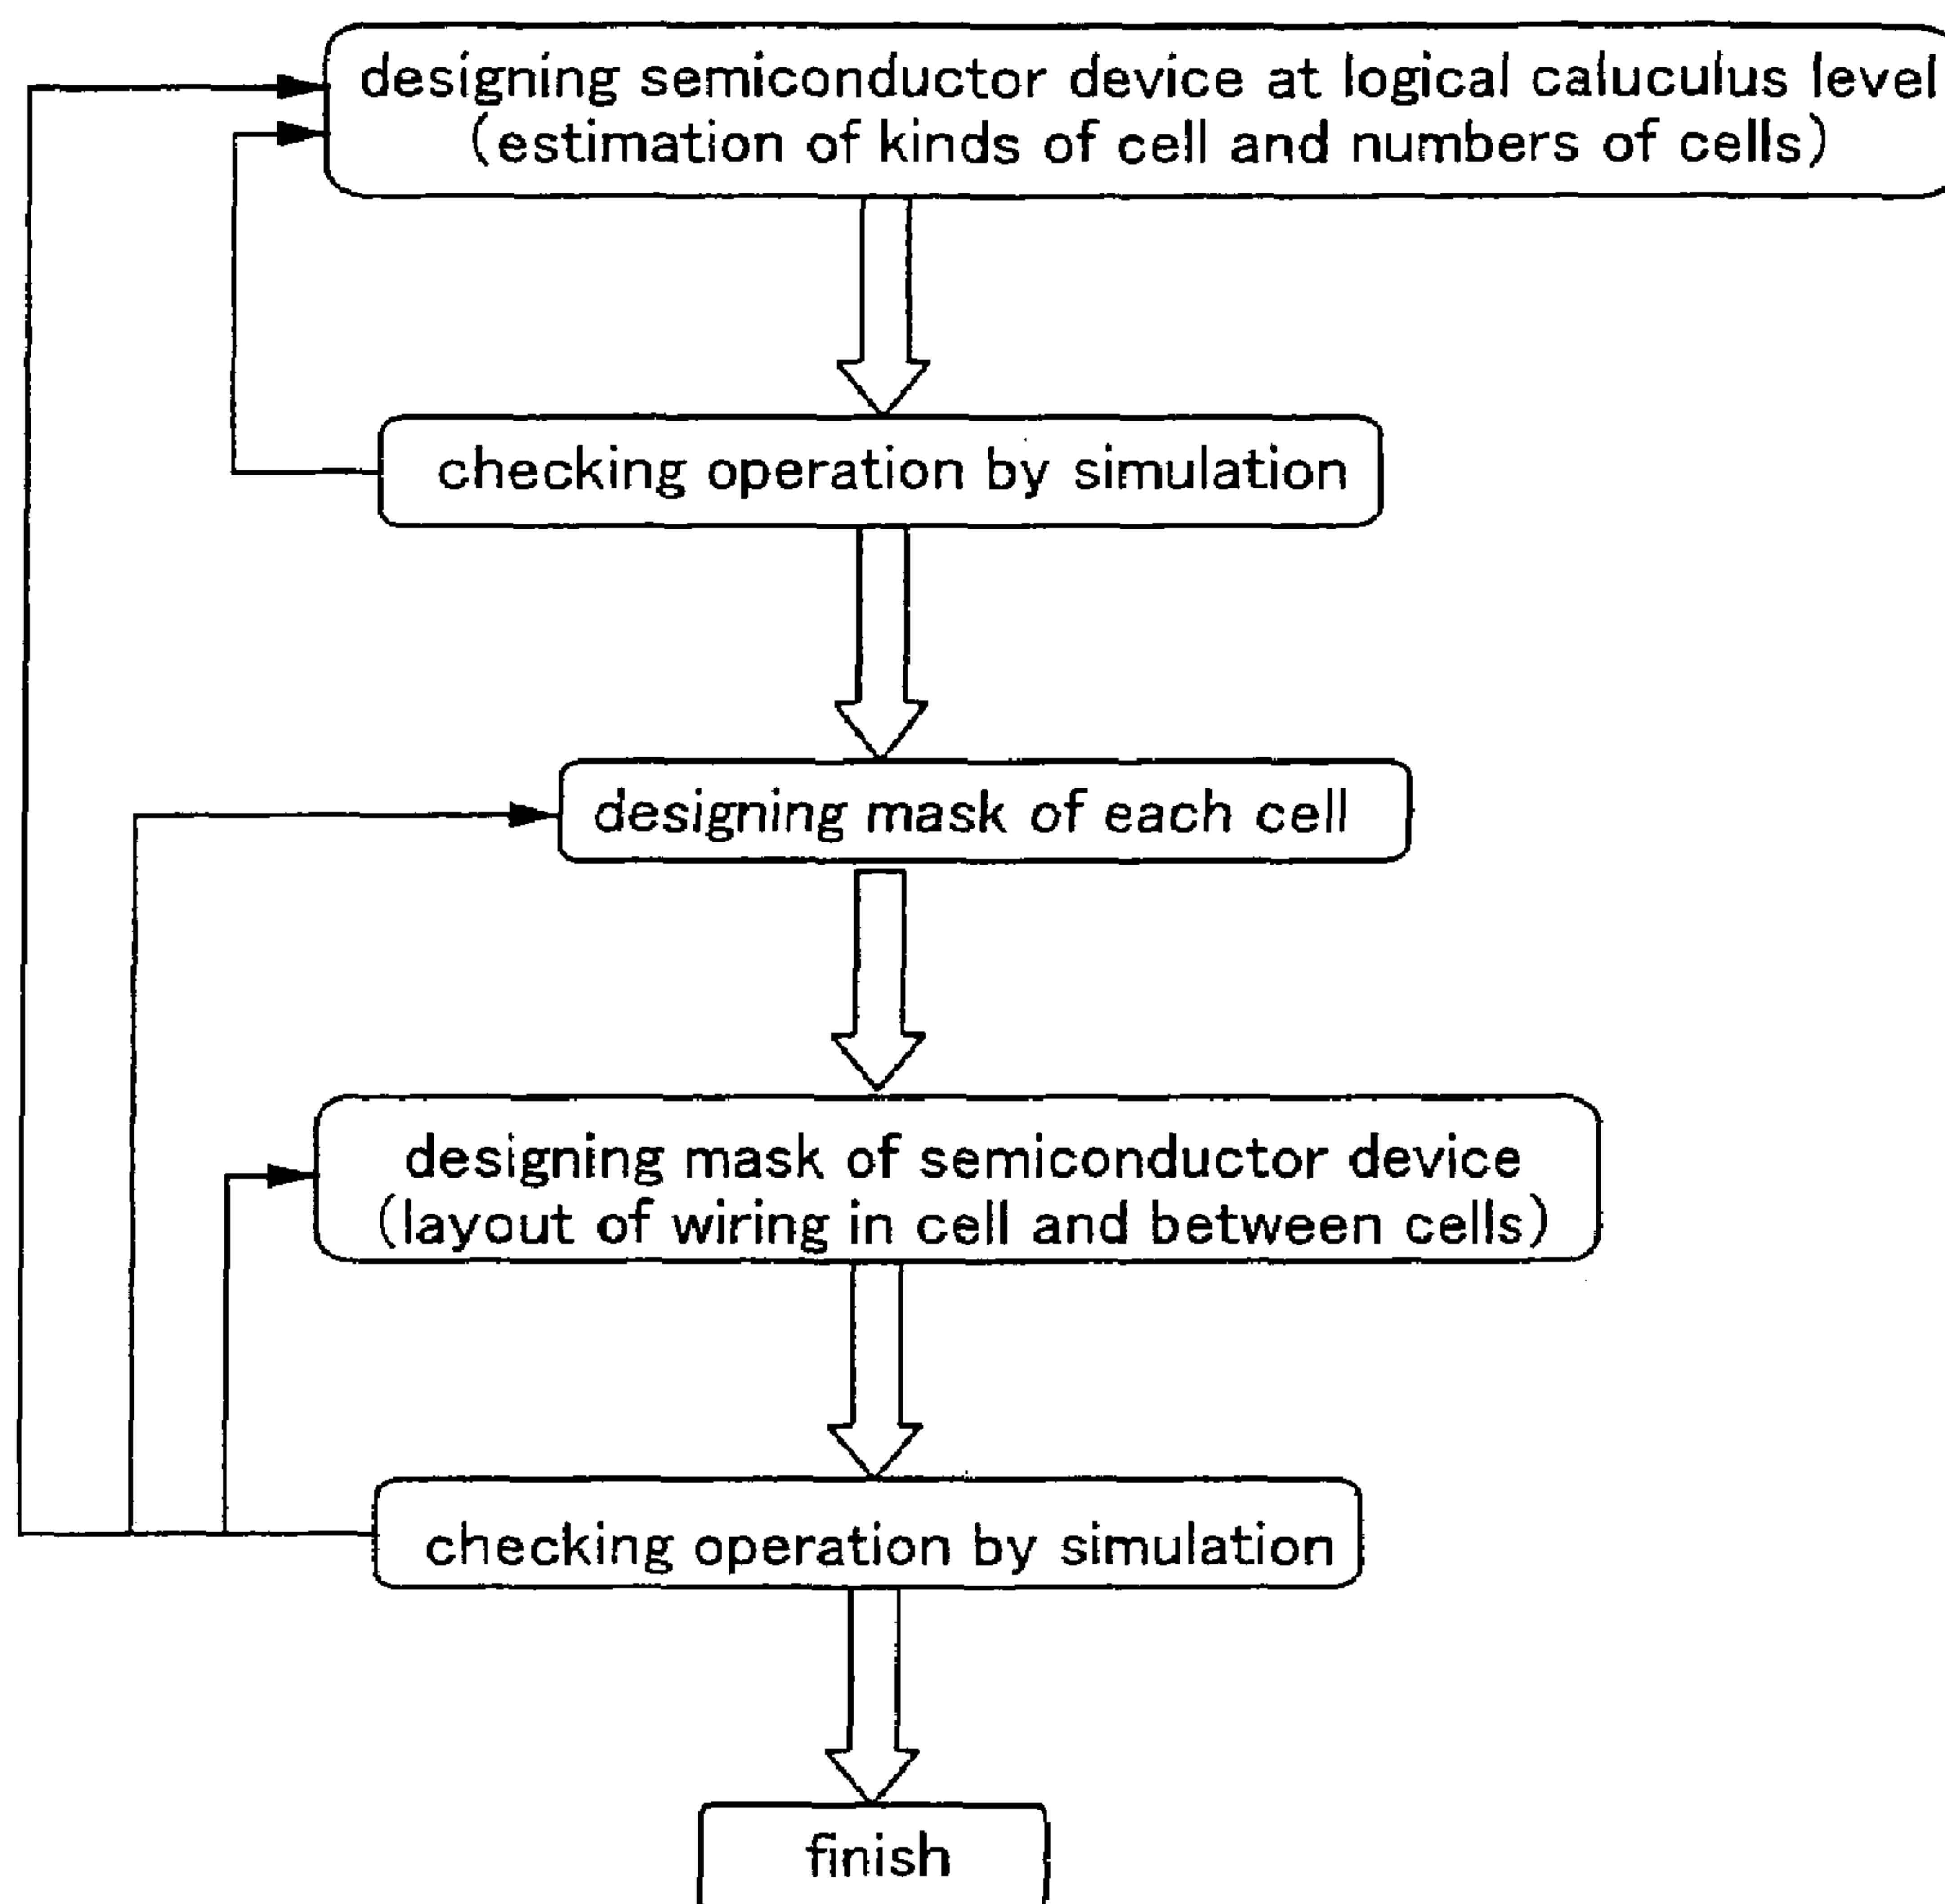 designing semiconductor device at logical caluculus level
(estimation of kinds of cell and numbers of cells)
checking operation by simulation
designing mask of each cell
designing mask of semiconductor device
(layout of wiring in cell and between cells)
checking operation by simulation
finish